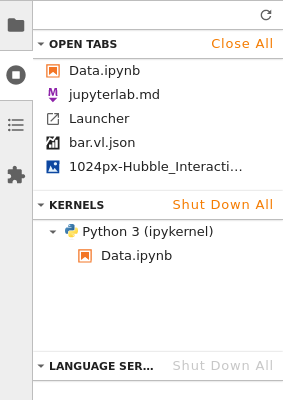 OPEN TABS Close All
Data.ipynb
jupyterlab.md
Launcher
bar.vl.json
1024px-Hubble_Interacti...
KERNELS Shut Down All
Python 3 (ipykernel)
Data.ipynb
LANGUAGE SER... Shut Down All